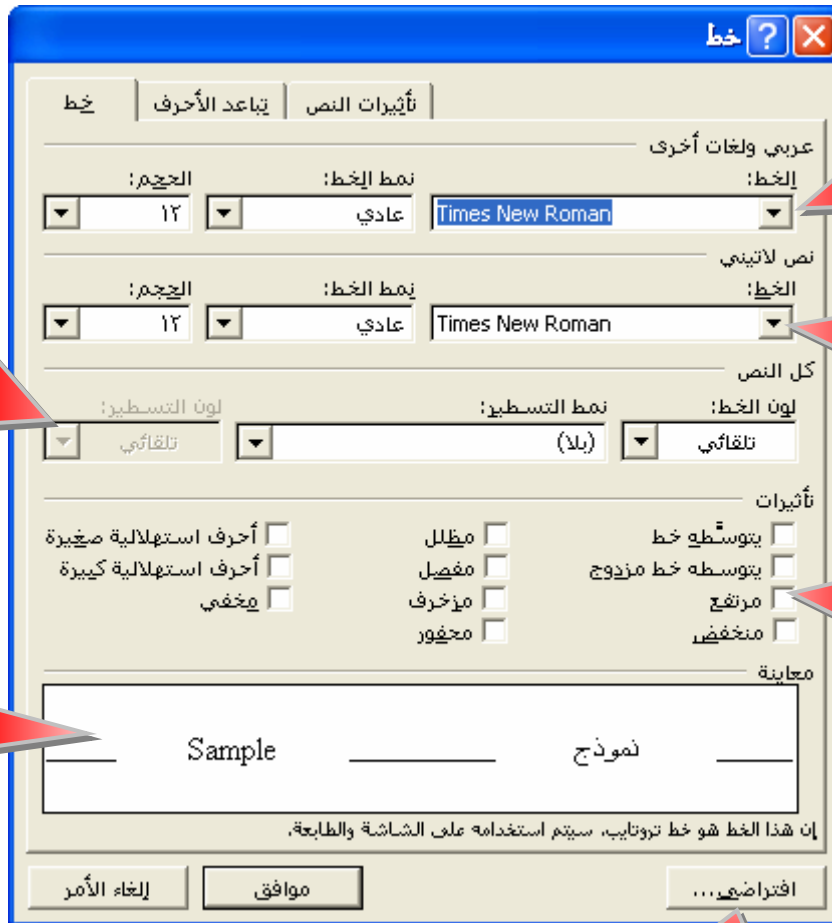 خط
خط تباعد الأحرف تأثيرات النص
عربي ولغات أخرى
الخط: نمط الخط: الحجم:
Times New Roman عادي ١٢
نص لاتيني
الخط: نمط الخط: الحجم:
Times New Roman عادي ١٢
كل النص
لون الخط: نمط التسطير: لون التسطير:
تلقائي (بلا) تلقائي
تأثيرات
يتوسّطه خط مظلل أحرف استهلالية صغيرة
يتوسطه خط مزدوج مفصل أحرف استهلالية كبيرة
مرتفع مزخرف مخفي
منخفض محفور
معاينة
نموذج Sample
إن هذا الخط هو خط تروتايب، سيتم استخدامه على الشاشة والطابعة.
افتراضي... موافق إلغاء الأمر